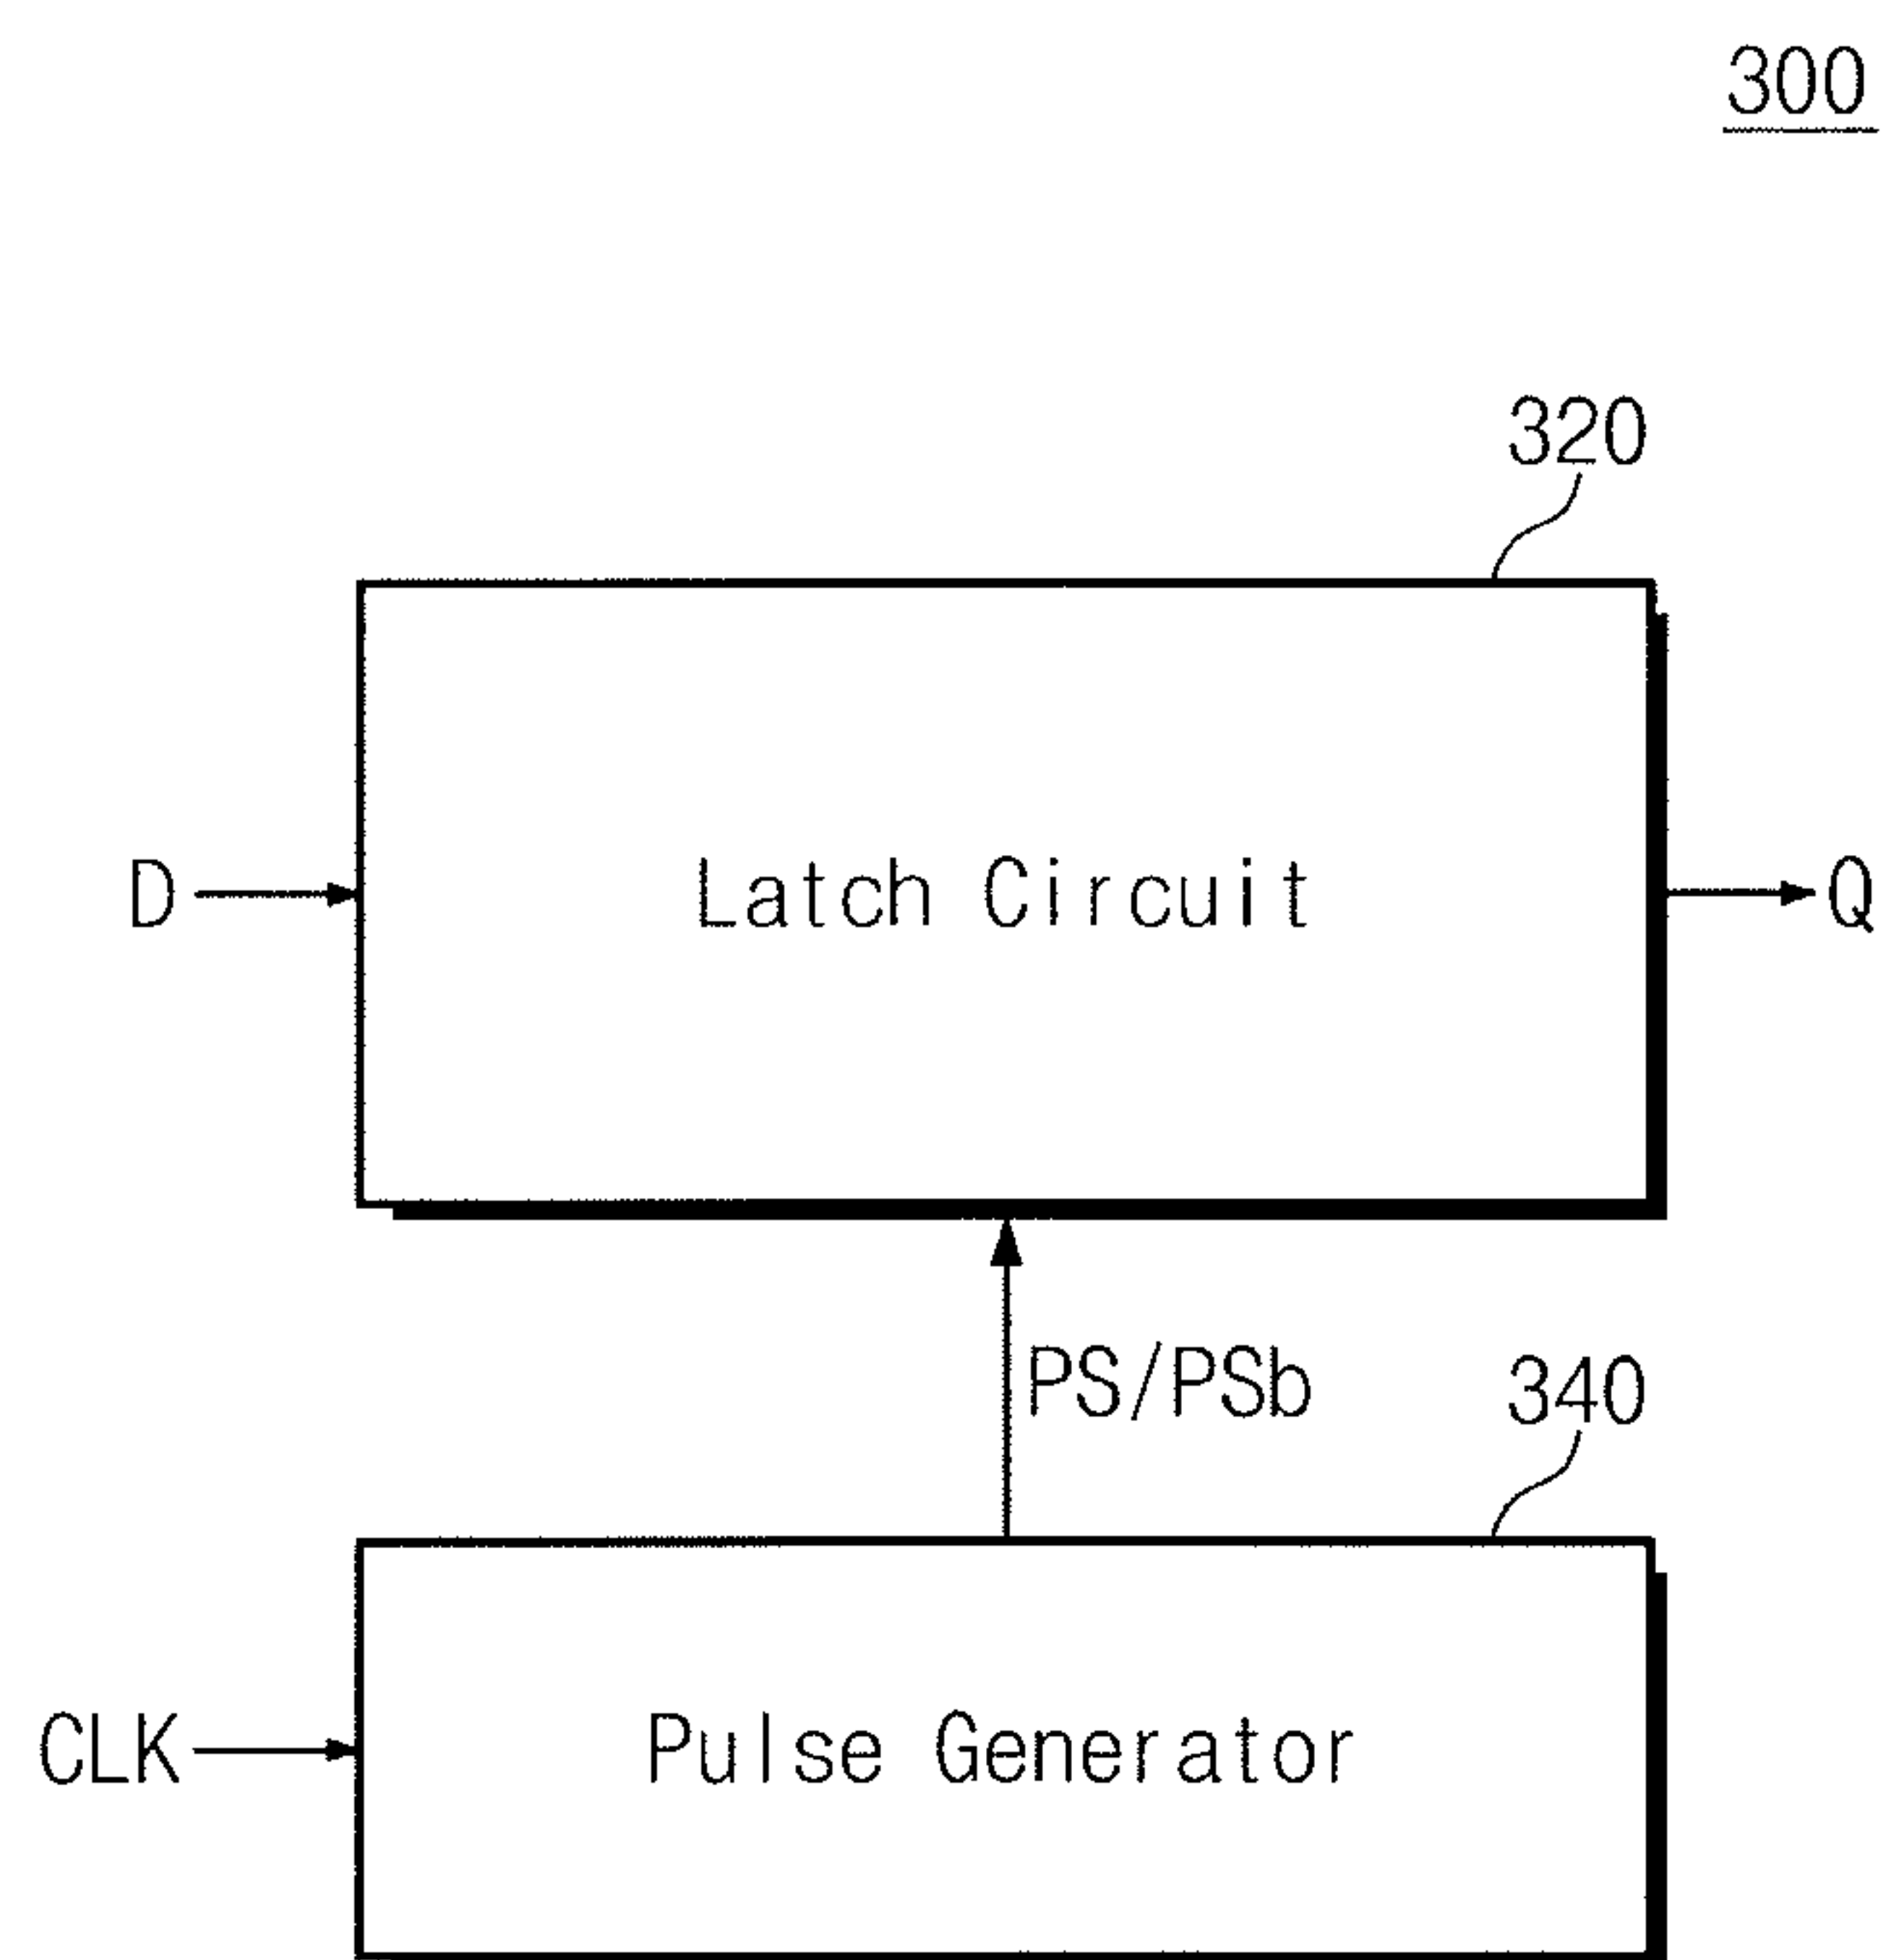 300
320
D
Latch Circuit
Q
PS/PSb
340
CLK
Pulse Generator